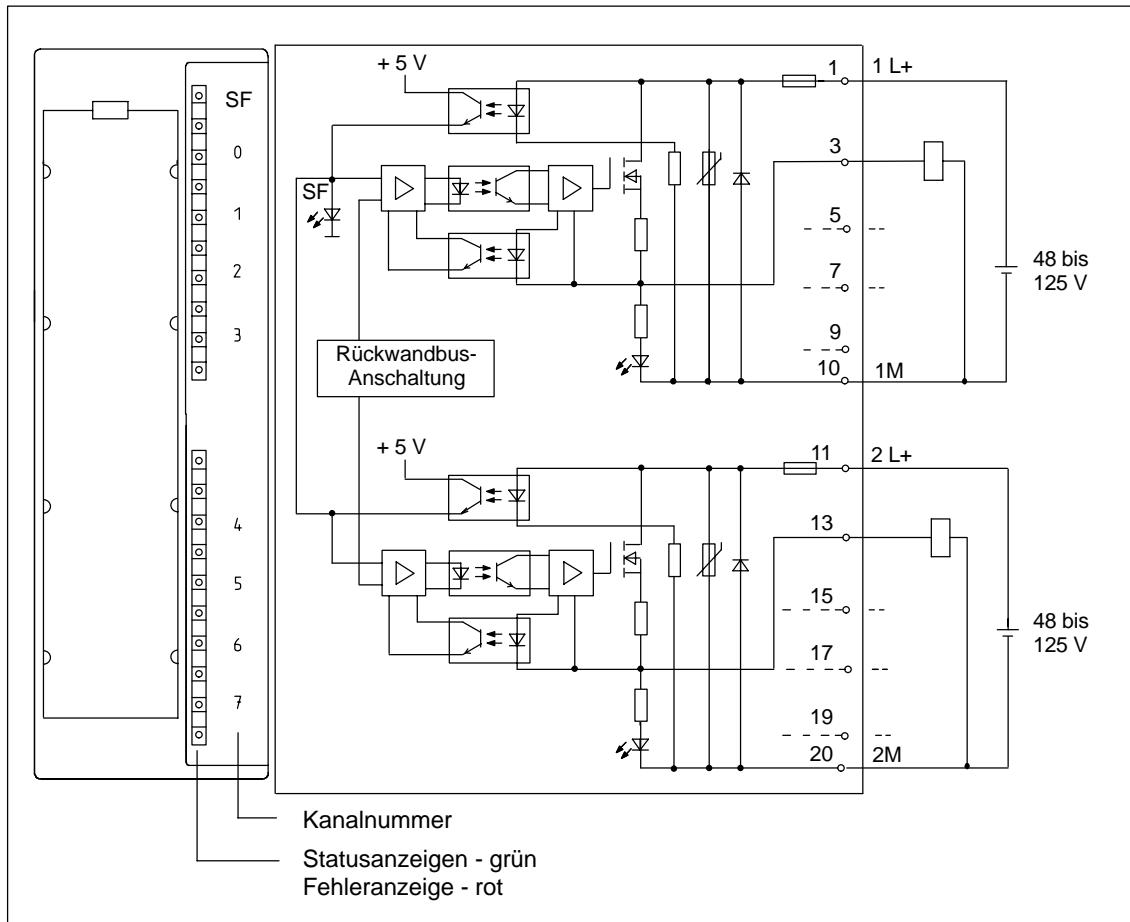 SF
0
1
2
3
4
5
6
7
+ 5 V
SF
Rückwandbus-
Anschaltung
1
1 L+
3
5
7
9
10
1M
48 bis
125 V
+ 5 V
11
2 L+
13
15
17
19
20
2M
48 bis
125 V
Kanalnummer
Statusanzeigen - grün
Fehleranzeige - rot